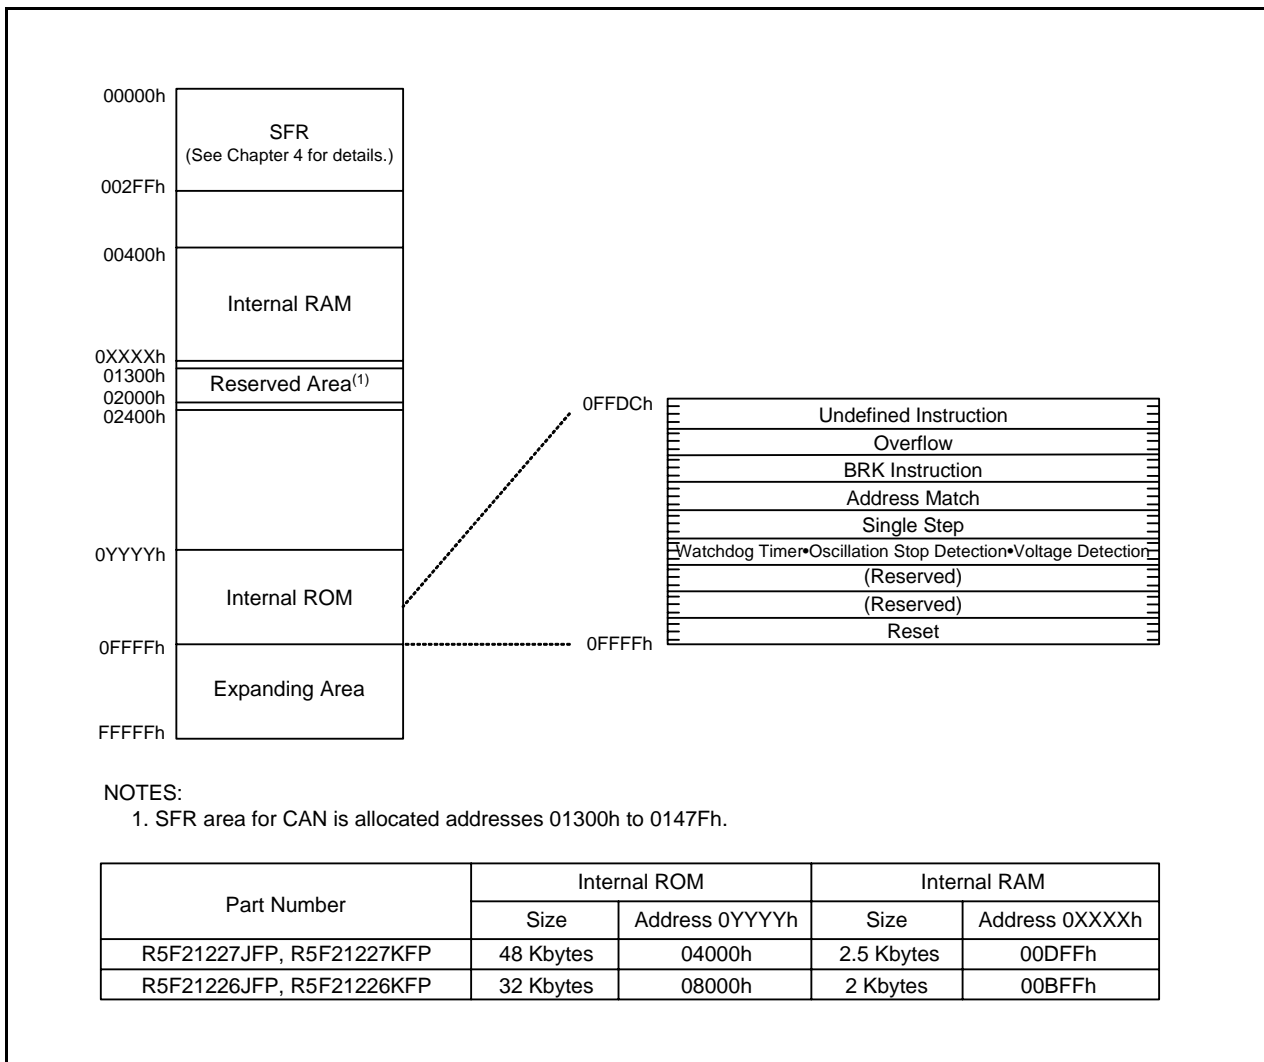 00000h
SFR
(See Chapter 4 for details.)
002FFh
00400h
Internal RAM
0XXXXh
01300h
Reserved Area(1)
02000h
02400h
0YYYYh
Internal ROM
0FFFFh
Expanding Area
FFFFFh
0FFDCh
Undefined Instruction
Overflow
BRK Instruction
Address Match
Single Step
Watchdog Timer•Oscillation Stop Detection•Voltage Detection
(Reserved)
(Reserved)
Reset
0FFFFh
NOTES:
1. SFR area for CAN is allocated addresses 01300h to 0147Fh.
Part Number Internal ROM Internal RAM
Size Address 0YYYYh Size Address 0XXXXh
R5F21227JFP, R5F21227KFP 48 Kbytes 04000h 2.5 Kbytes 00DFFh
R5F21226JFP, R5F21226KFP 32 Kbytes 08000h 2 Kbytes 00BFFh